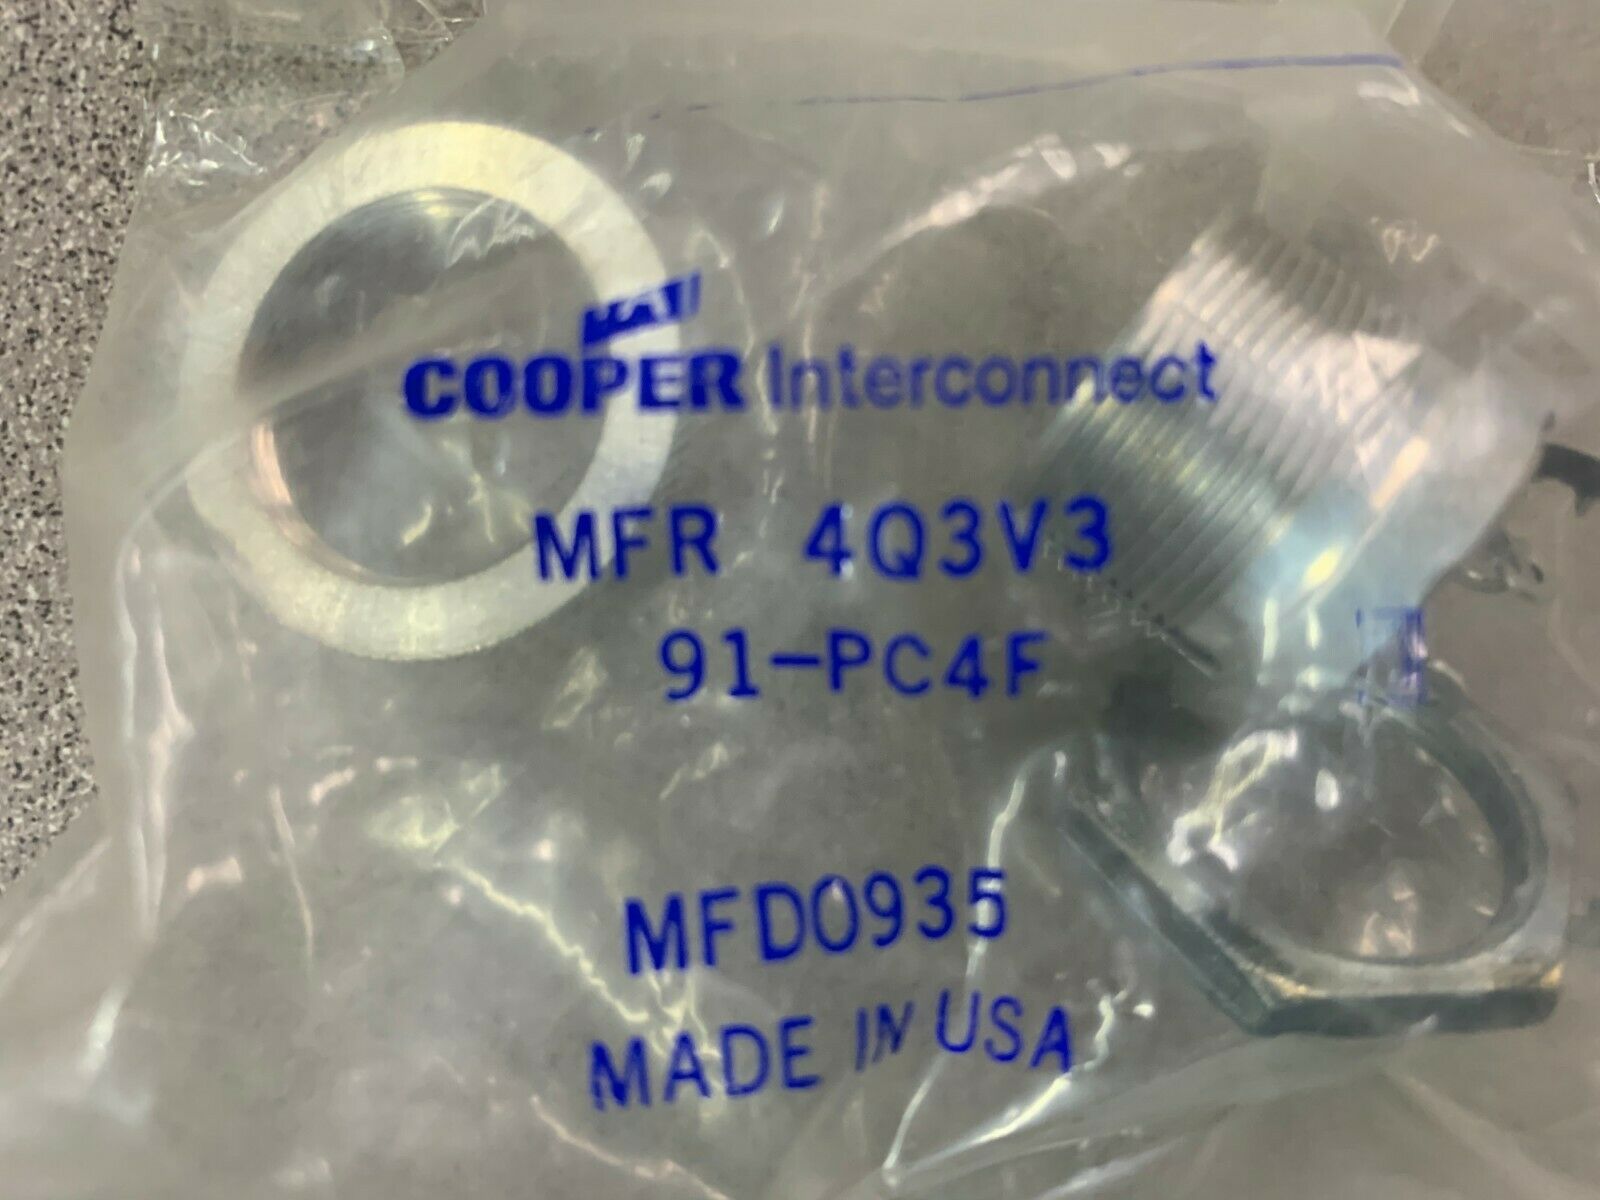 COOPER Interconnect
MFR 4Q3V3
91-PC4F
MFD0935
MADE IN USA